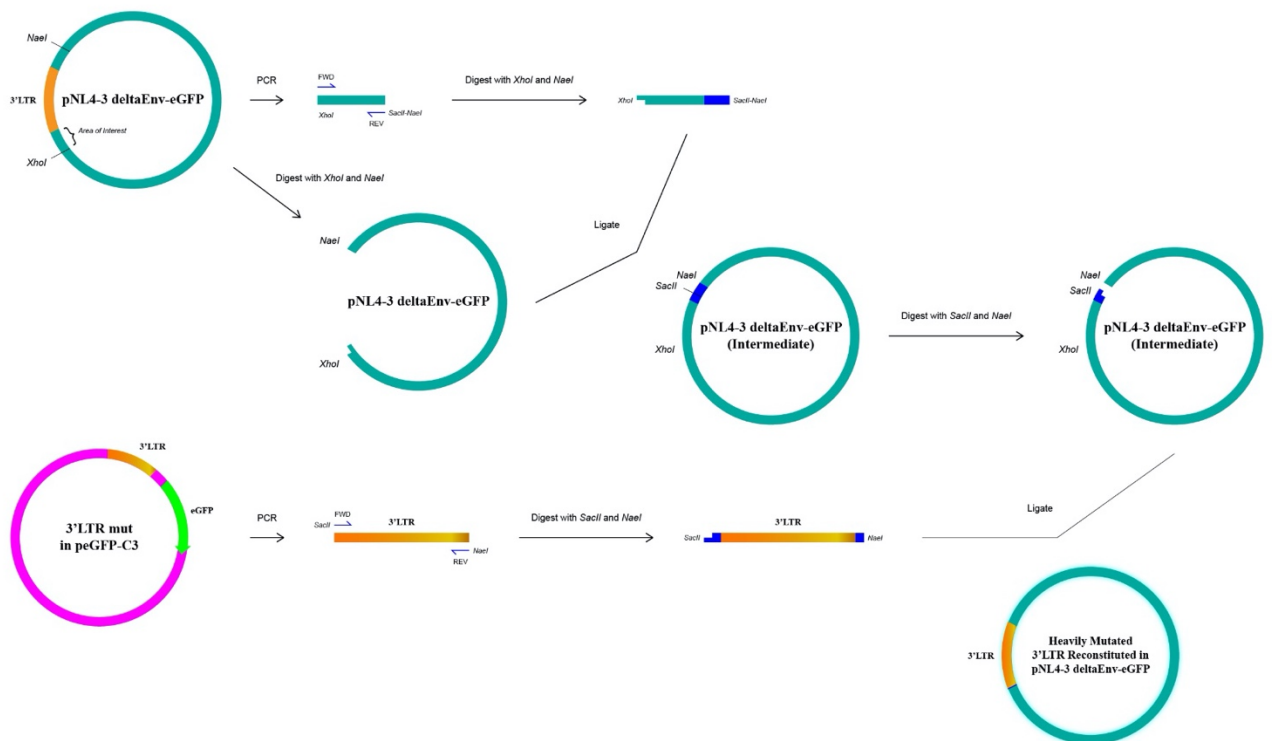 NaeI
3'LTR
pNL4-3 deltaEnv-eGFP
Area of Interest
XhoI
PCR
FWD
XhoI
SacII-NaeI
REV
Digest with XhoI and NaeI
XhoI
SacII-NaeI
Digest with XhoI and NaeI
NaeI
pNL4-3 deltaEnv-eGFP
XhoI
Ligate
NaeI
SacII
pNL4-3 deltaEnv-eGFP
(Intermediate)
XhoI
Digest with SacII and NaeI
NaeI
SacII
pNL4-3 deltaEnv-eGFP
(Intermediate)
XhoI
3'LTR
eGFP
3'LTR mut
in peGFP-C3
PCR
FWD
SacII
3'LTR
NaeI
REV
Digest with SacII and NaeI
3'LTR
SacII
NaeI
Ligate
3'LTR
Heavily Mutated
3'LTR Reconstituted in
pNL4-3 deltaEnv-eGFP